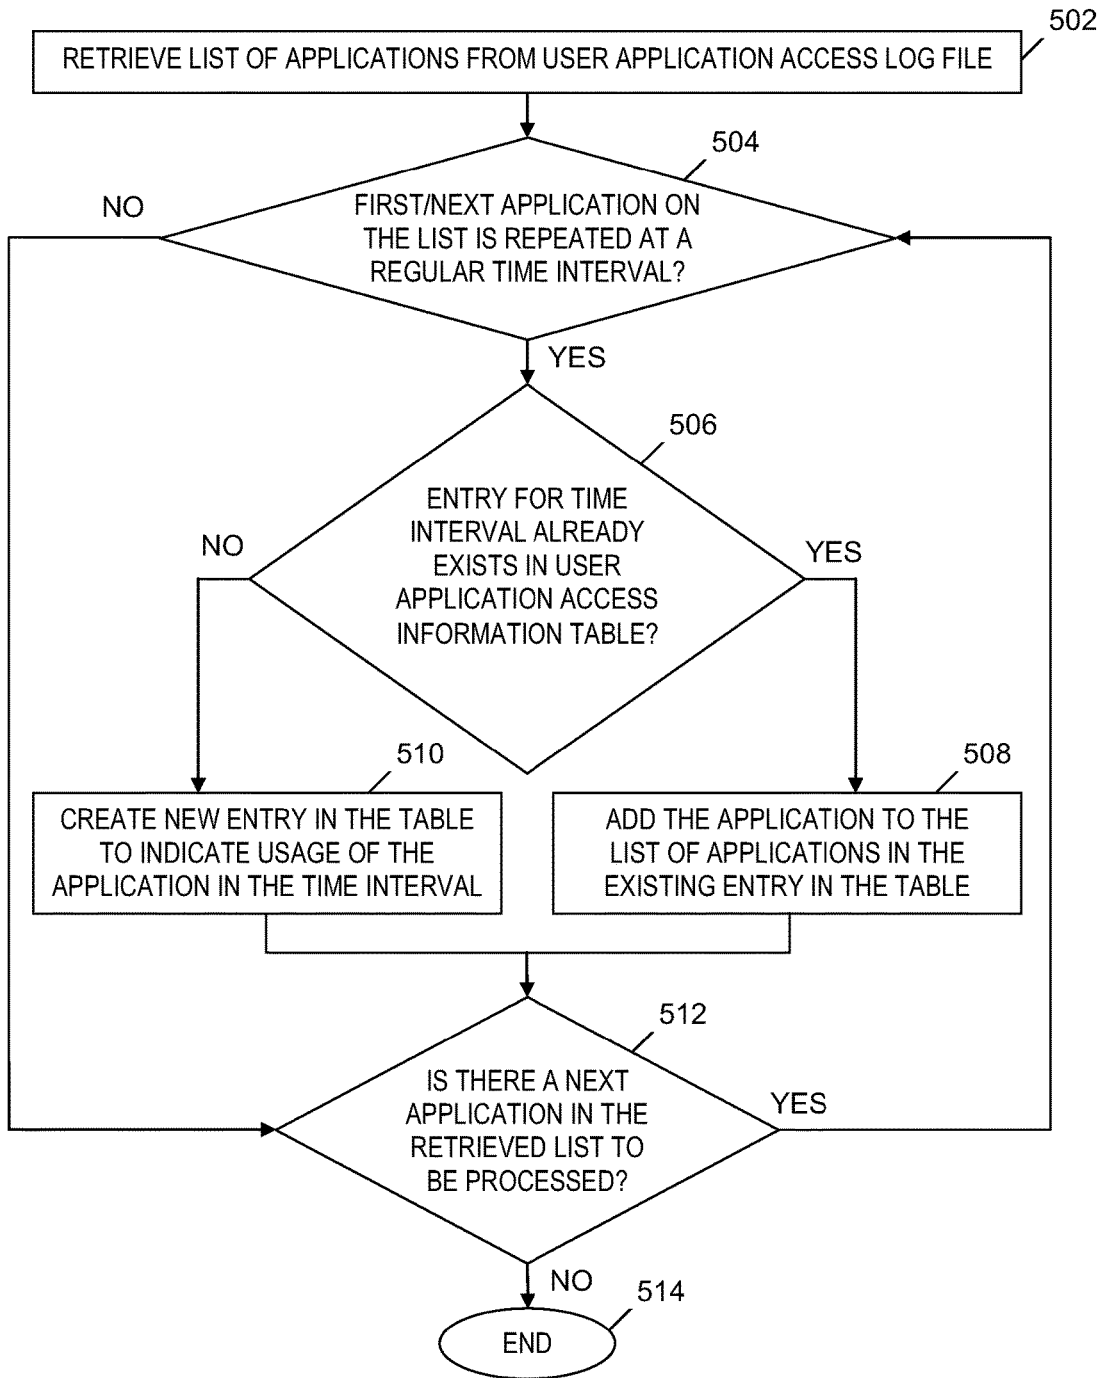 502
RETRIEVE LIST OF APPLICATIONS FROM USER APPLICATION ACCESS LOG FILE
504
NO
FIRST/NEXT APPLICATION ON
THE LIST IS REPEATED AT A
REGULAR TIME INTERVAL?
YES
506
ENTRY FOR TIME
INTERVAL ALREADY
EXISTS IN USER
APPLICATION ACCESS
INFORMATION TABLE?
NO
YES
510
CREATE NEW ENTRY IN THE TABLE
TO INDICATE USAGE OF THE
APPLICATION IN THE TIME INTERVAL
508
ADD THE APPLICATION TO THE
LIST OF APPLICATIONS IN THE
EXISTING ENTRY IN THE TABLE
512
IS THERE A NEXT
APPLICATION IN THE
RETRIEVED LIST TO
BE PROCESSED?
YES
NO
514
END